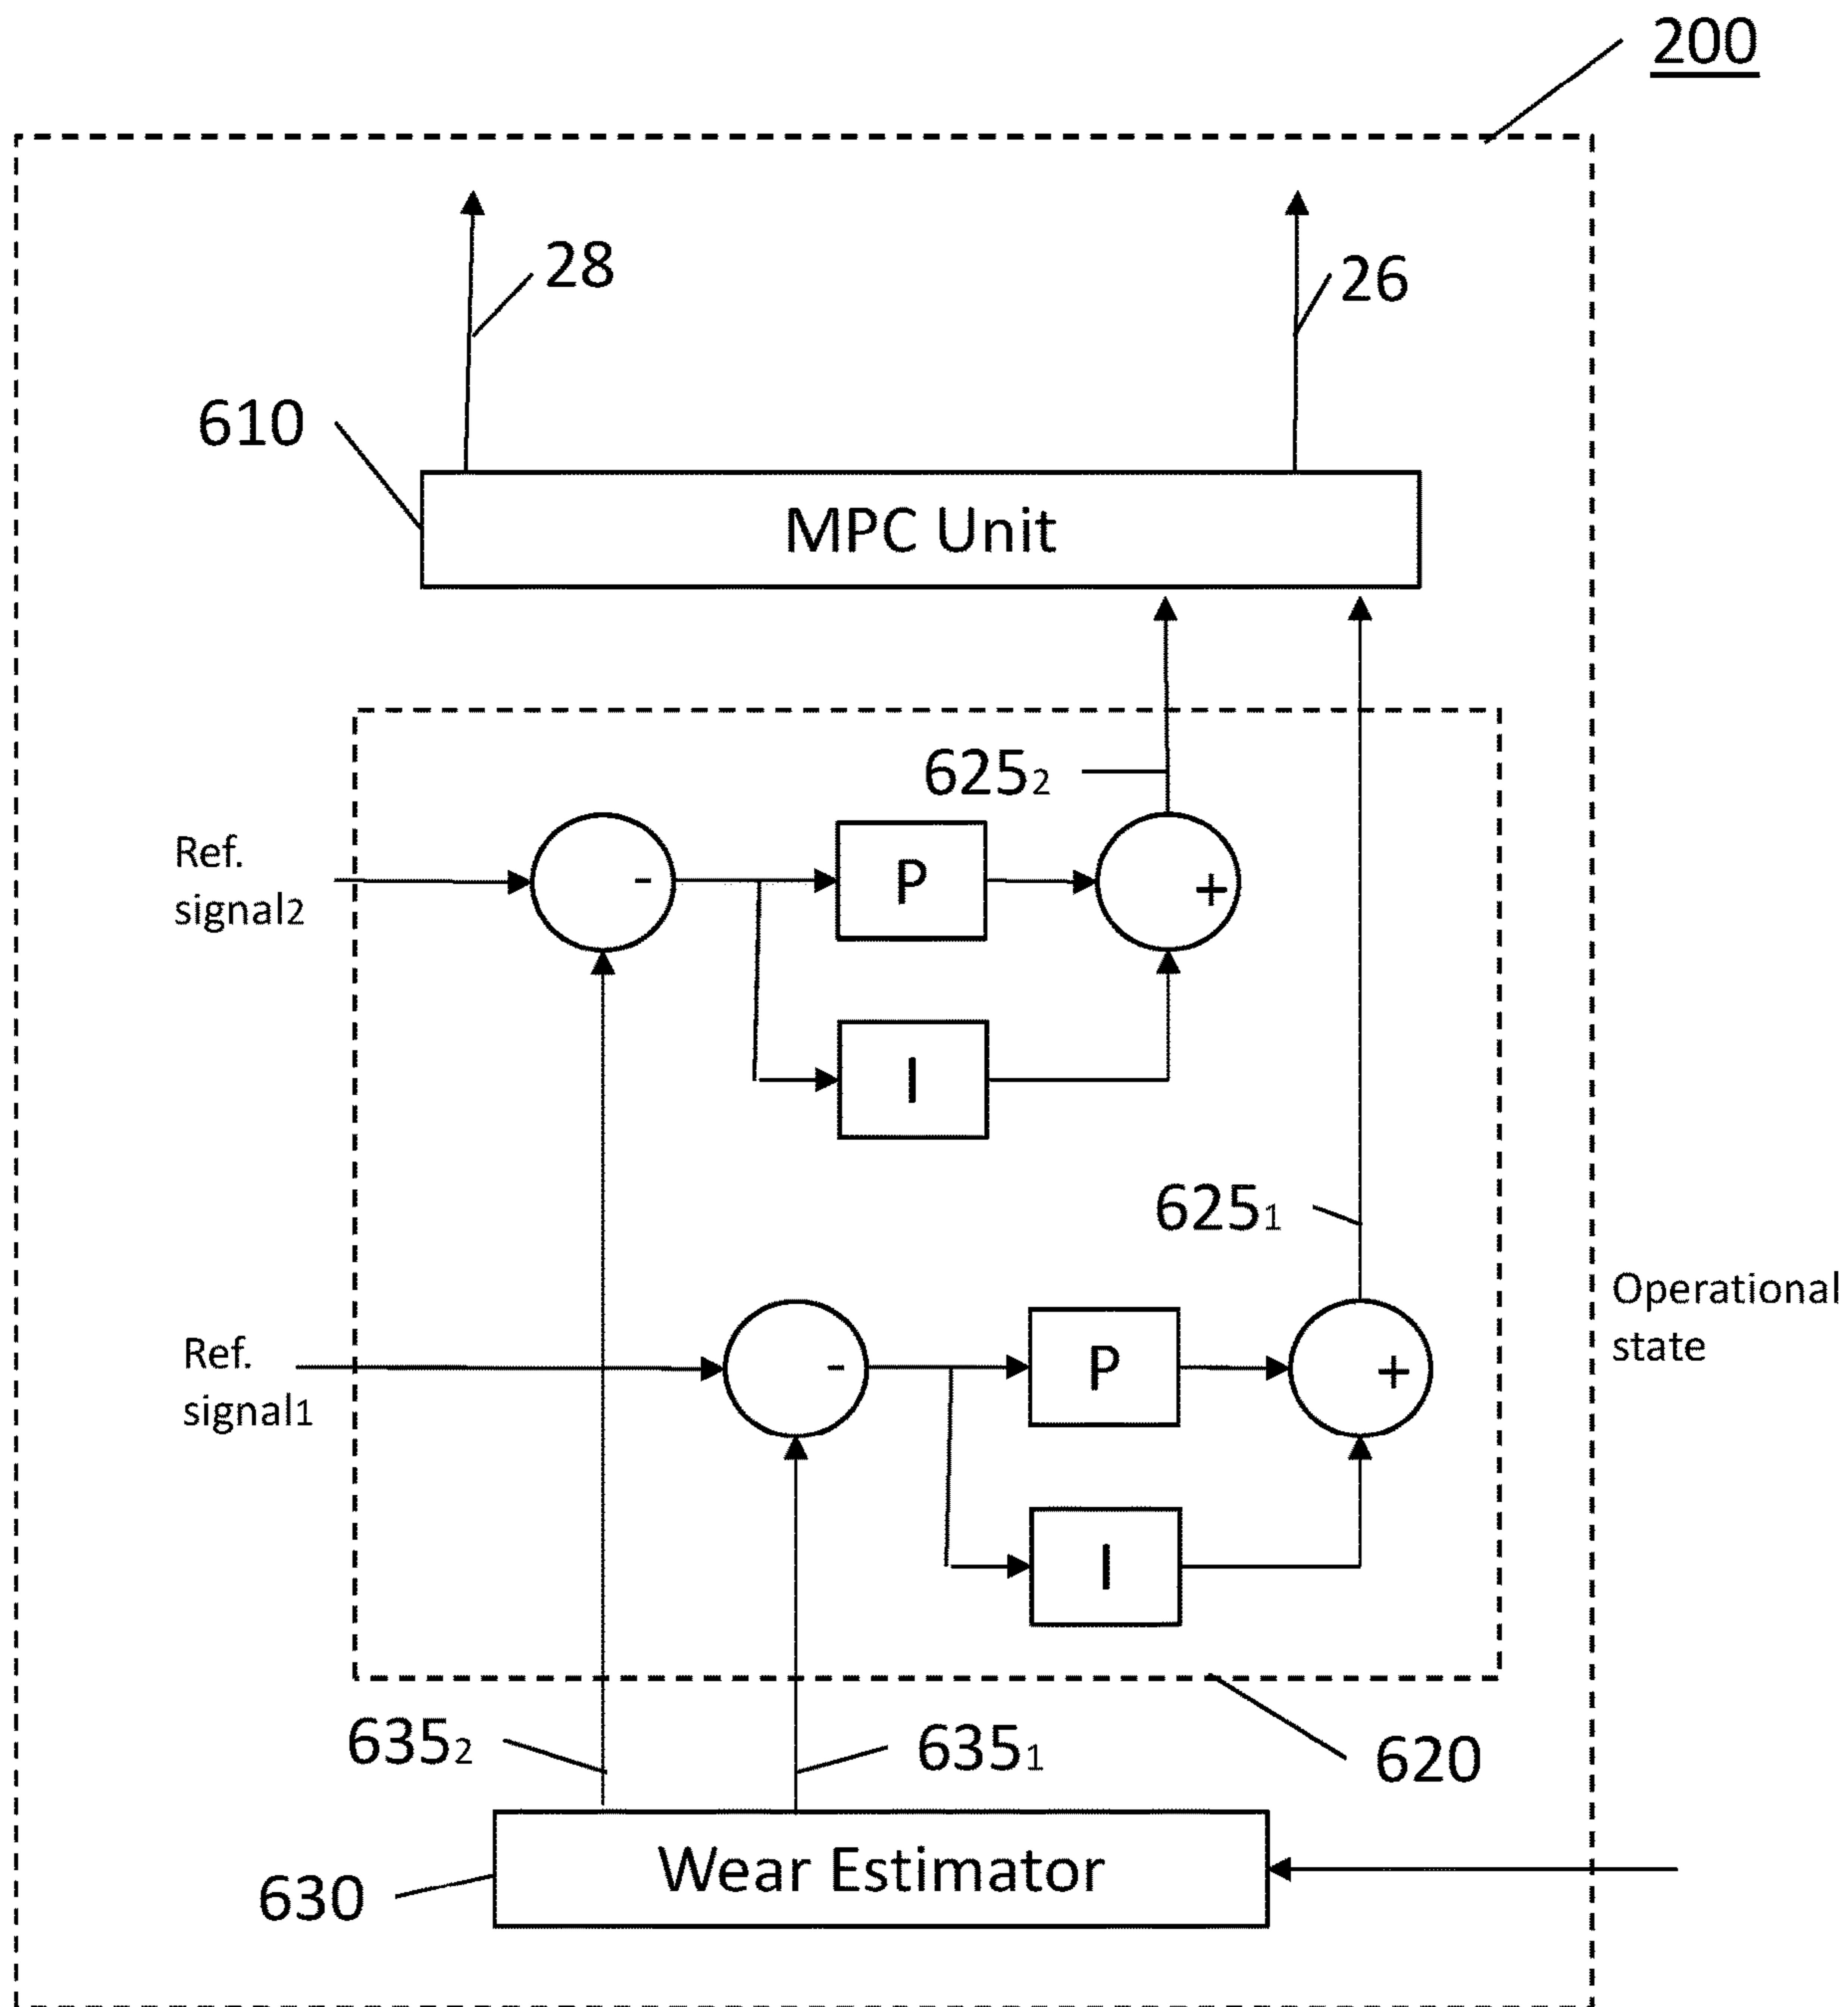 200
28
26
610
MPC Unit
625₂
Ref.
signal2
-
P
+
I
625₁
Operational
state
Ref.
signal1
-
P
+
I
635₂
635₁
620
Wear Estimator
630